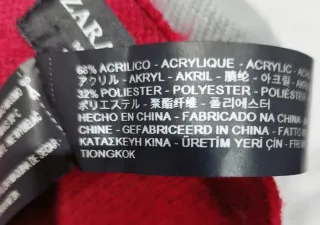 ZARA
68% ACRILICO - ACRYLIQUE - ACRYLIC - 
アクリル - AKRYL - AKRIL - 腈纶 - 아크릴 -
32% POLIÉSTER - POLYESTER - POLIÉSTER
ポリエステル - 聚酯纤维 - 폴리에스터
HECHO EN CHINA - FABRICADO NA CHINA -
CHINE - GEFABRICEERD IN CHINA - FATTO
ΚΑΤΑΣΚΕΥΗ ΚΙΝΑ - ÜRETİM YERİ ÇİN -
TIONGKOK